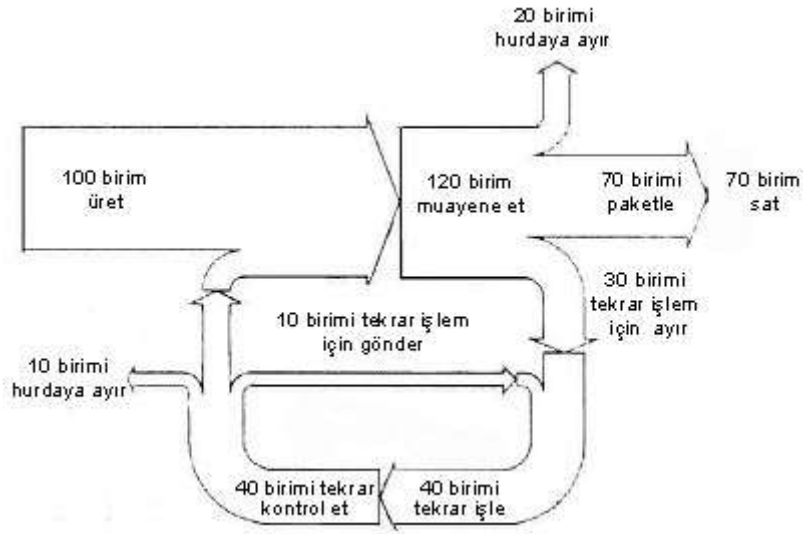 20 birimi
hurdaya ayır
100 birim
üret
120 birim
muayene et
70 birimi
paketle
70 birim
sat
30 birimi
tekrar işlem
için ayır
10 birimi tekrar işlem
için gönder
10 birimi
hurdaya ayır
40 birimi tekrar
kontrol et
40 birimi
tekrar işle